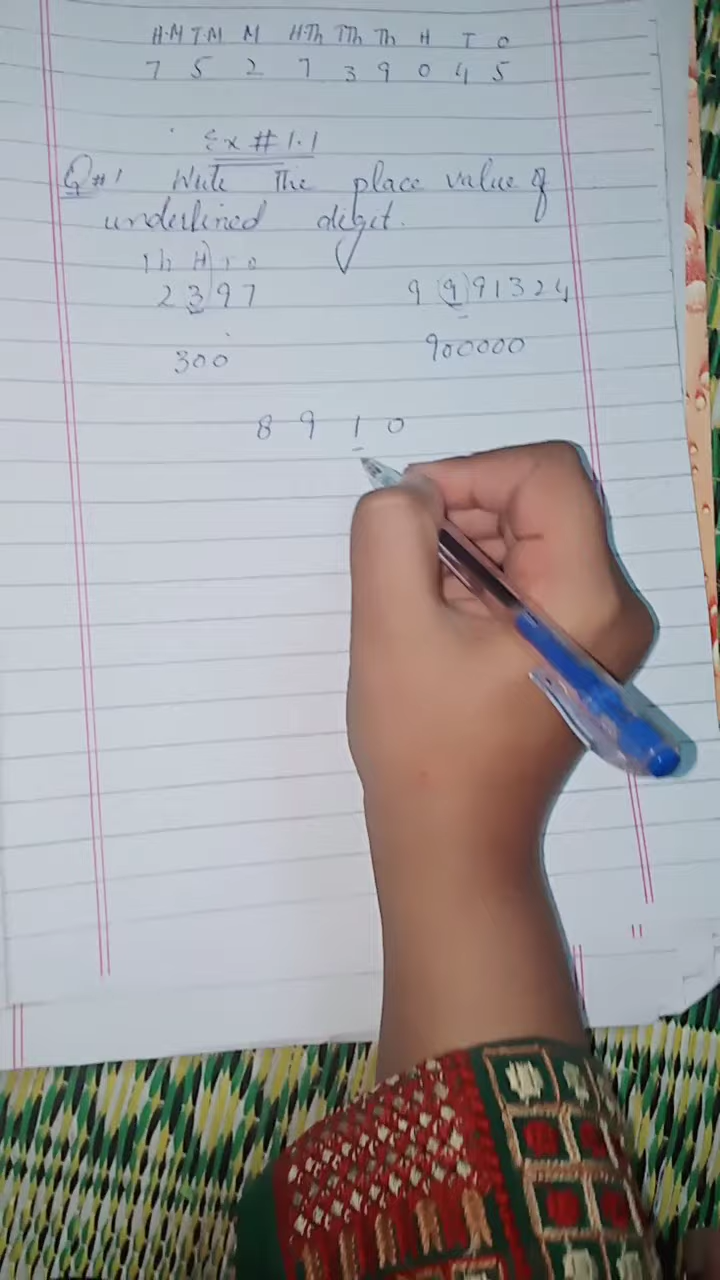 H.M T.M M H.Th TTh Th H T O
7 5 2 7 3 9 0 4 5
Ex # 1.1
Q#1 Write The place value of
underlined digit.
Th H T O
2 3 9 7 9 9 9 1 3 2 4
300 900000
8 9 1 0